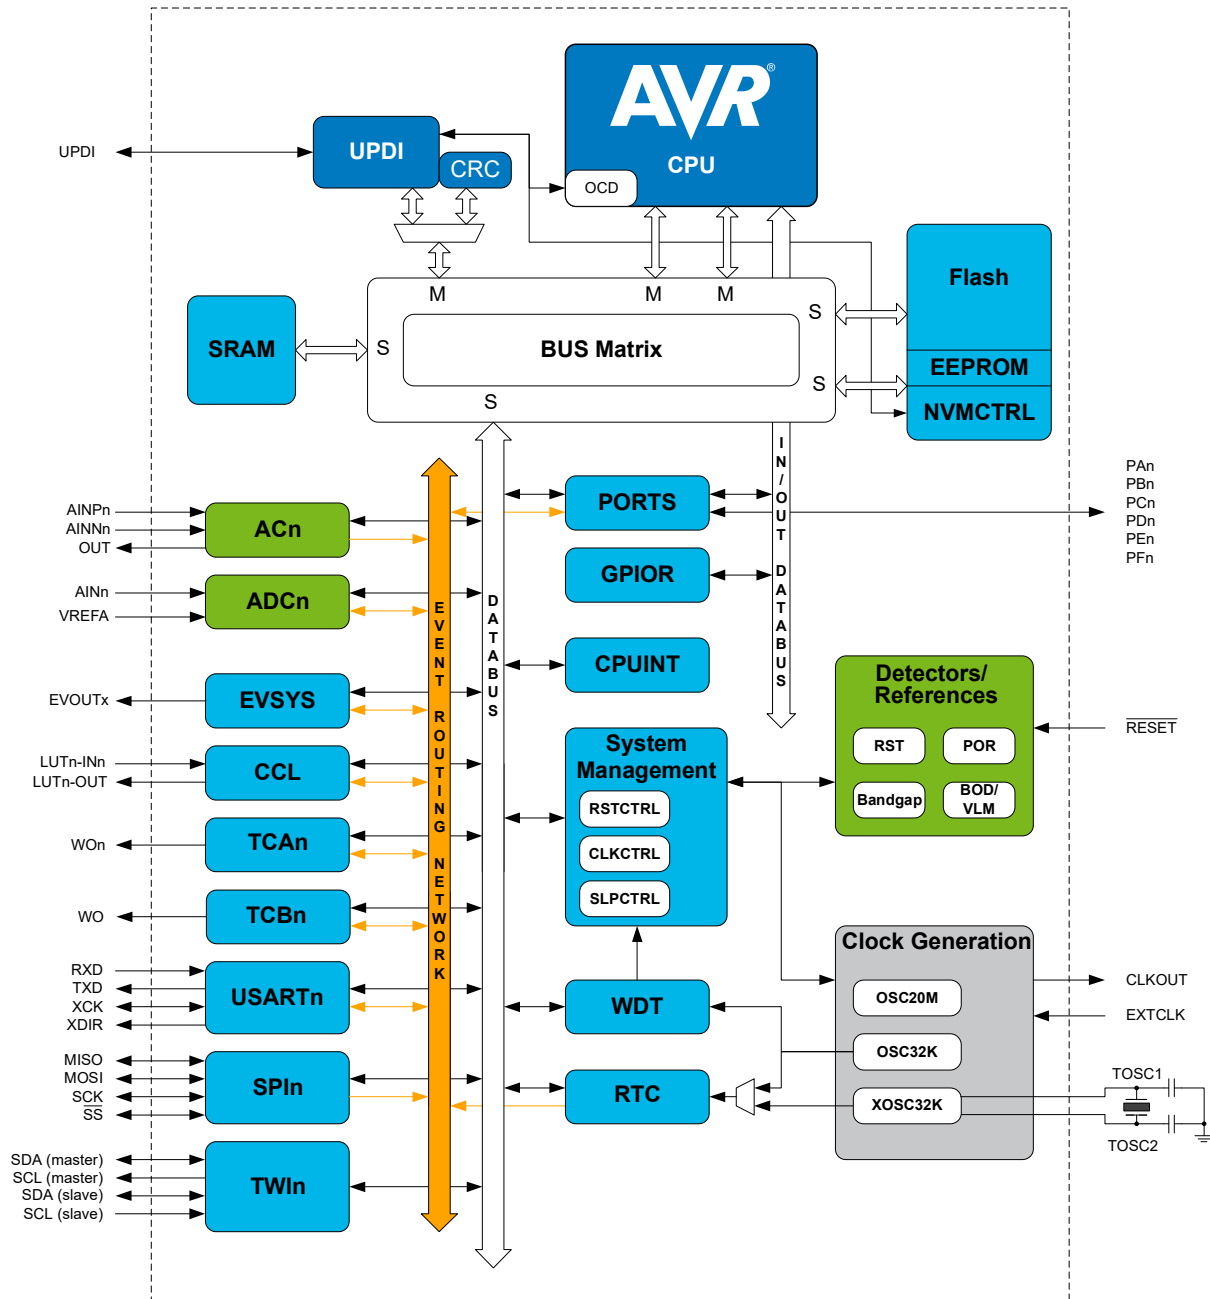 AVR®
CPU
OCD
UPDI
UPDI
CRC
M
M
M
Flash
EEPROM
NVMCTRL
SRAM
S
BUS Matrix
S
S
S
IN/OUT DATABUS
DATABUS
EVENT ROUTING NETWORK
AINPn
AINNn
OUT
ACn
AINn
VREFA
ADCn
EVOUTx
EVSYS
LUTn-INn
LUTn-OUT
CCL
WOn
TCAn
WO
TCBn
RXD
TXD
XCK
XDIR
USARTn
MISO
MOSI
SCK
SS
SPIn
SDA (master)
SCL (master)
SDA (slave)
SCL (slave)
TWIn
PORTS
GPIOR
CPUINT
System
Management
RSTCTRL
CLKCTRL
SLPCTRL
WDT
RTC
PAn
PBn
PCn
PDn
PEn
PFn
Detectors/
References
RST
POR
Bandgap
BOD/
VLM
RESET
Clock Generation
OSC20M
OSC32K
XOSC32K
CLKOUT
EXTCLK
TOSC1
TOSC2